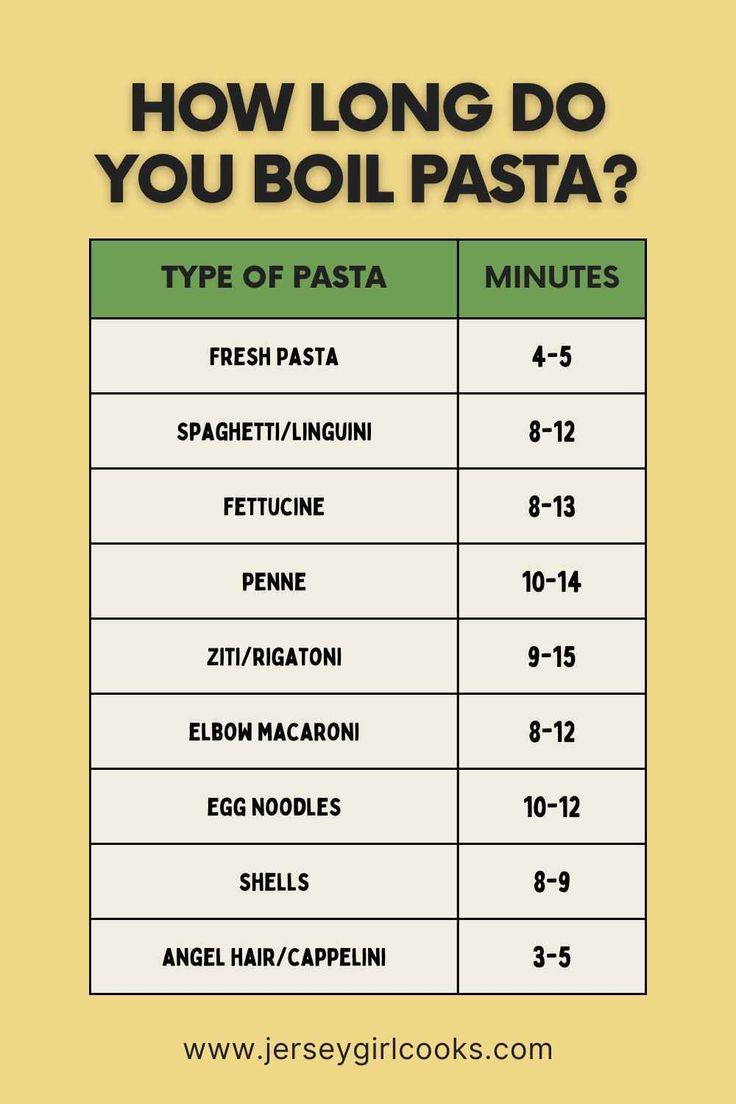 HOW LONG DO
YOU BOIL PASTA?
TYPE OF PASTA MINUTES
FRESH PASTA 4-5
SPAGHETTI/LINGUINI 8-12
FETTUCINE 8-13
PENNE 10-14
ZITI/RIGATONI 9-15
ELBOW MACARONI 8-12
EGG NOODLES 10-12
SHELLS 8-9
ANGEL HAIR/CAPPELINI 3-5
www.jerseygirlcooks.com